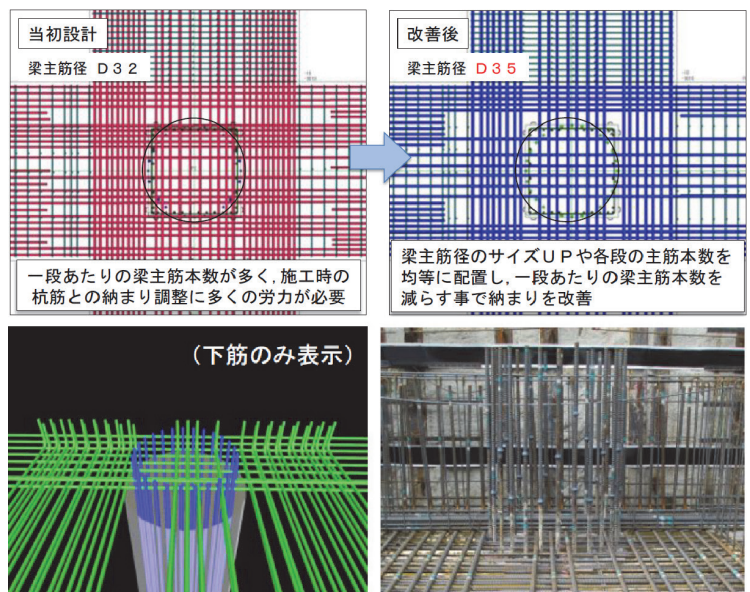 当初設計
梁主筋径 Ｄ３２
一段あたりの梁主筋本数が多く,施工時の
杭筋との納まり調整に多くの労力が必要
改善後
梁主筋径 Ｄ３５
梁主筋径のサイズＵＰや各段の主筋本数を
均等に配置し,一段あたりの梁主筋本数を
減らす事で納まりを改善
(下筋のみ表示)